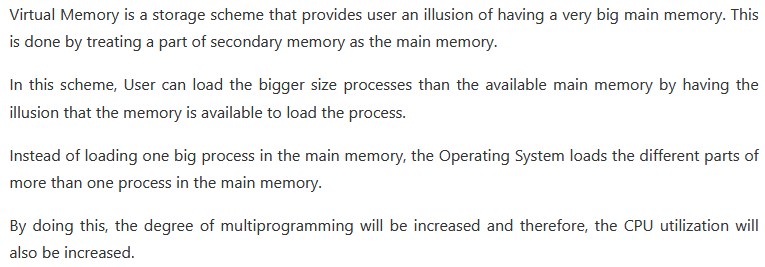 Virtual Memory is a storage scheme that provides user an illusion of having a very big main memory. This
is done by treating a part of secondary memory as the main memory.
In this scheme, User can load the bigger size processes than the available main memory by having the
illusion that the memory is available to load the process.
Instead of loading one big process in the main memory, the Operating System loads the different parts of
more than one process in the main memory.
By doing this, the degree of multiprogramming will be increased and therefore, the CPU utilization will
also be increased.